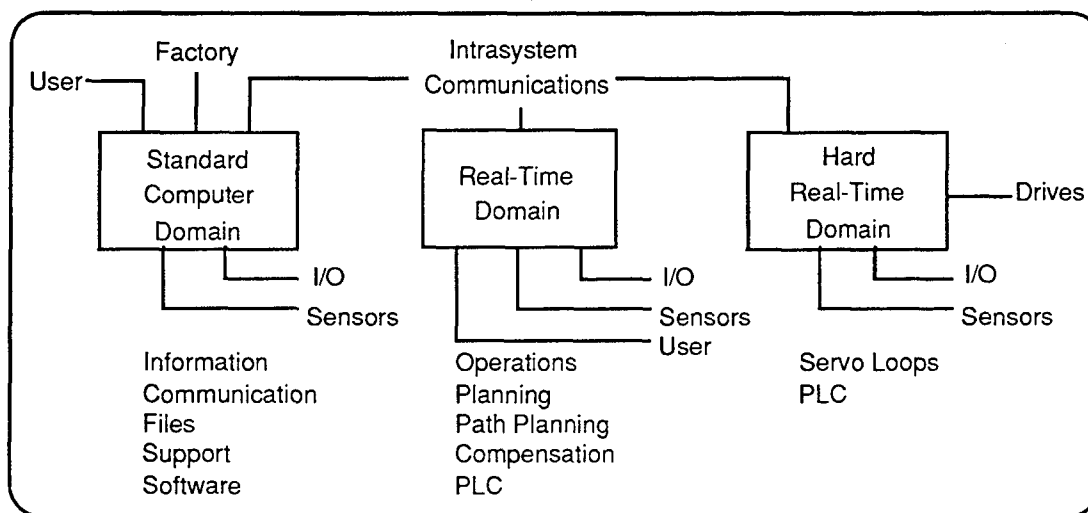 Factory
User
Intrasystem
Communications
Standard
Computer
Domain
I/O
Sensors
Real-Time
Domain
I/O
Sensors
User
Hard
Real-Time
Domain
Drives
I/O
Sensors
Information
Communication
Files
Support
Software
Operations
Planning
Path Planning
Compensation
PLC
Servo Loops
PLC